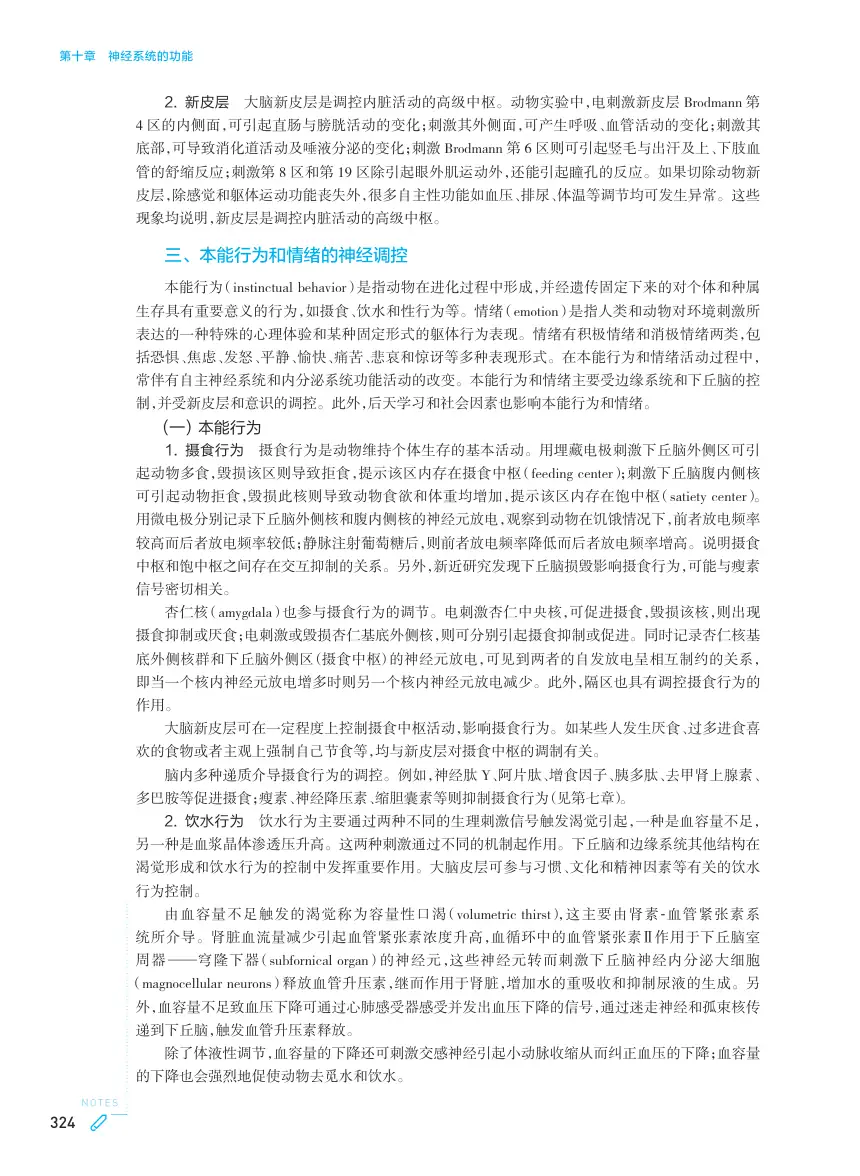 第十章　神经系统的功能
2. 新皮层　大脑新皮层是调控内脏活动的高级中枢。动物实验中,电刺激新皮层 Brodmann 第
4 区的内侧面,可引起直肠与膀胱活动的变化;刺激其外侧面,可产生呼吸、血管活动的变化;刺激其
底部,可导致消化道活动及唾液分泌的变化;刺激 Brodmann 第 6 区则可引起竖毛与出汗及上、下肢血
管的舒缩反应;刺激第 8 区和第 19 区除引起眼外肌运动外,还能引起瞳孔的反应。如果切除动物新
皮层,除感觉和躯体运动功能丧失外,很多自主性功能如血压、排尿、体温等调节均可发生异常。这些
现象均说明,新皮层是调控内脏活动的高级中枢。
三、本能行为和情绪的神经调控
本能行为(instinctual behavior)是指动物在进化过程中形成,并经遗传固定下来的对个体和种属
生存具有重要意义的行为,如摄食、饮水和性行为等。情绪(emotion)是指人类和动物对环境刺激所
表达的一种特殊的心理体验和某种固定形式的躯体行为表现。情绪有积极情绪和消极情绪两类,包
括恐惧、焦虑、发怒、平静、愉快、痛苦、悲哀和惊讶等多种表现形式。在本能行为和情绪活动过程中,
常伴有自主神经系统和内分泌系统功能活动的改变。本能行为和情绪主要受边缘系统和下丘脑的控
制,并受新皮层和意识的调控。此外,后天学习和社会因素也影响本能行为和情绪。
(一) 本能行为
1. 摄食行为　摄食行为是动物维持个体生存的基本活动。用埋藏电极刺激下丘脑外侧区可引
起动物多食,毁损该区则导致拒食,提示该区内存在摄食中枢(feeding center);刺激下丘脑腹内侧核
可引起动物拒食,毁损此核则导致动物食欲和体重均增加,提示该区内存在饱中枢(satiety center)。
用微电极分别记录下丘脑外侧核和腹内侧核的神经元放电,观察到动物在饥饿情况下,前者放电频率
较高而后者放电频率较低;静脉注射葡萄糖后,则前者放电频率降低而后者放电频率增高。说明摄食
中枢和饱中枢之间存在交互抑制的关系。另外,新近研究发现下丘脑损毁影响摄食行为,可能与瘦素
信号密切相关。
杏仁核(amygdala)也参与摄食行为的调节。电刺激杏仁中央核,可促进摄食,毁损该核,则出现
摄食抑制或厌食;电刺激或毁损杏仁基底外侧核,则可分别引起摄食抑制或促进。同时记录杏仁核基
底外侧核群和下丘脑外侧区(摄食中枢)的神经元放电,可见到两者的自发放电呈相互制约的关系,
即当一个核内神经元放电增多时则另一个核内神经元放电减少。此外,隔区也具有调控摄食行为的
作用。
大脑新皮层可在一定程度上控制摄食中枢活动,影响摄食行为。如某些人发生厌食、过多进食喜
欢的食物或者主观上强制自己节食等,均与新皮层对摄食中枢的调制有关。
脑内多种递质介导摄食行为的调控。例如,神经肽 Y、阿片肽、增食因子、胰多肽、去甲肾上腺素、
多巴胺等促进摄食;瘦素、神经降压素、缩胆囊素等则抑制摄食行为(见第七章)。
2. 饮水行为　饮水行为主要通过两种不同的生理刺激信号触发渴觉引起,一种是血容量不足,
另一种是血浆晶体渗透压升高。这两种刺激通过不同的机制起作用。下丘脑和边缘系统其他结构在
渴觉形成和饮水行为的控制中发挥重要作用。大脑皮层可参与习惯、文化和精神因素等有关的饮水
行为控制。
由血容量不足触发的渴觉称为容量性口渴(volumetric thirst),这主要由肾素-血管紧张素系
统所介导。肾脏血流量减少引起血管紧张素浓度升高,血循环中的血管紧张素Ⅱ作用于下丘脑室
周器——穹隆下器(subfornical organ)的神经元,这些神经元转而刺激下丘脑神经内分泌大细胞
(magnocellular neurons)释放血管升压素,继而作用于肾脏,增加水的重吸收和抑制尿液的生成。另
外,血容量不足致血压下降可通过心肺感受器感受并发出血压下降的信号,通过迷走神经和孤束核传
递到下丘脑,触发血管升压素释放。
除了体液性调节,血容量的下降还可刺激交感神经引起小动脉收缩从而纠正血压的下降;血容量
的下降也会强烈地促使动物去觅水和饮水。
NOTES
324